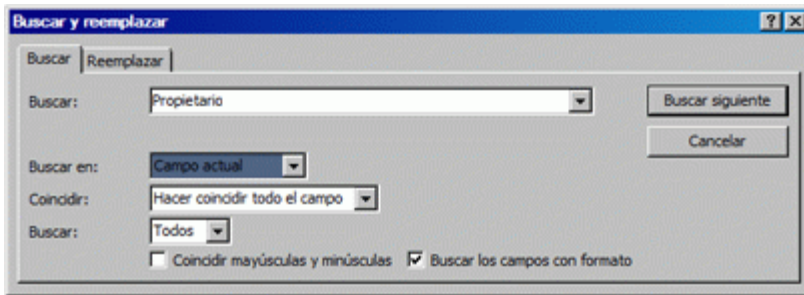 Buscar y reemplazar
Buscar Reemplazar
Buscar: Propietario Buscar siguiente
Cancelar
Buscar en: Campo actual
Coincidir: Hacer coincidir todo el campo
Buscar: Todos
Coincidir mayúsculas y minúsculas Buscar los campos con formato